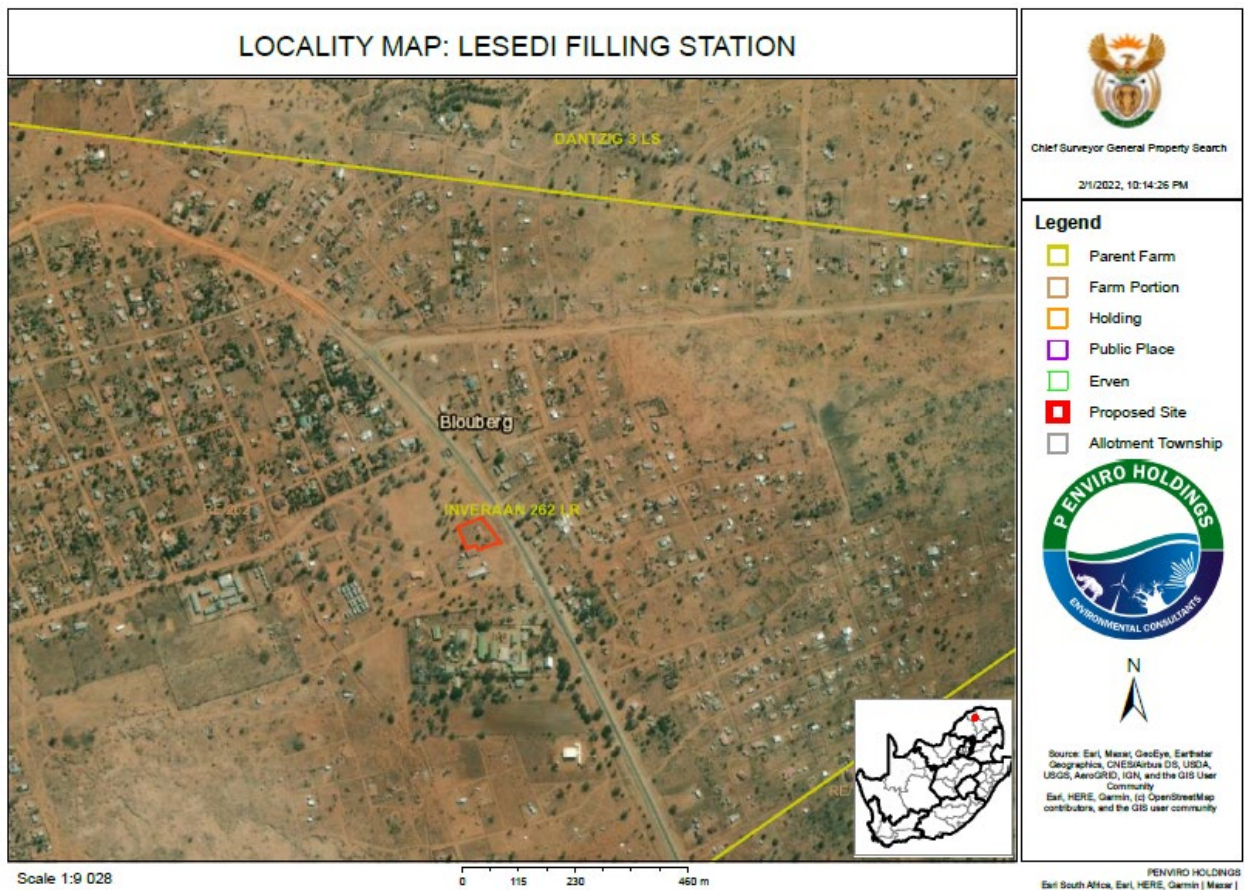 LOCALITY MAP: LESEDI FILLING STATION
Chief Surveyor General Property Search
2/1/2022, 10:14:26 PM
DANTZIG 3 LS
Blouberg
INVERAAN 262 LR
RE/262
RE/
Legend
Parent Farm
Farm Portion
Holding
Public Place
Erven
Proposed Site
Allotment Township
P ENVIRO HOLDINGS
ENVIRONMENTAL CONSULTANTS
N
Source: Esri, Maxar, GeoEye, Earthstar
Geographics, CNES/Airbus DS, USDA,
USGS, AeroGRID, IGN, and the GIS User
Community
Esri, HERE, Garmin, (c) OpenStreetMap
contributors, and the GIS user community
Scale 1:9 028
0 115 230 460 m
PENVIRO HOLDINGS
Esri South Africa, Esri, HERE, Garmin | Maxar |